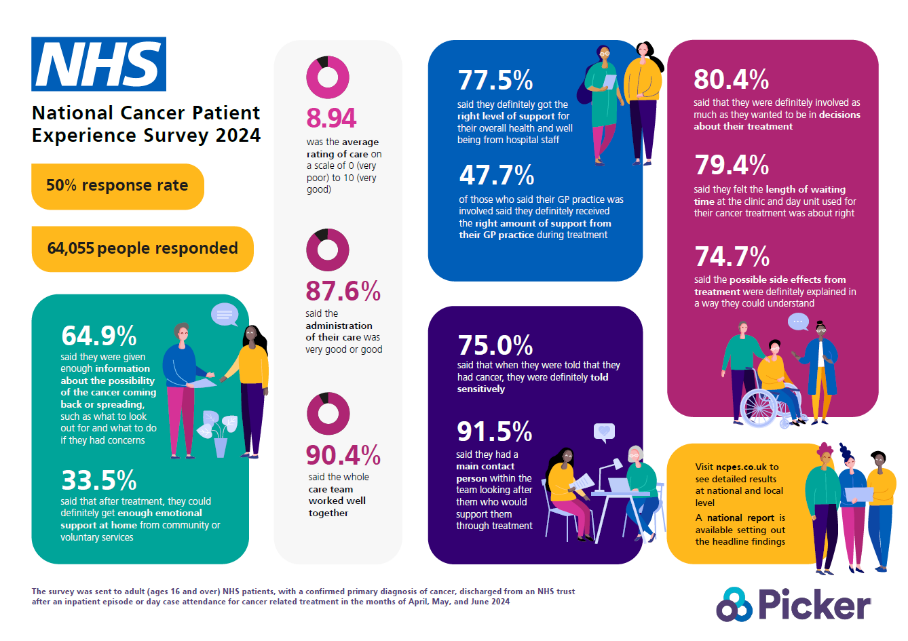 NHS
National Cancer Patient
Experience Survey 2024
50% response rate
64,055 people responded
64.9%
said they were given
enough information
about the possibility
of the cancer coming
back or spreading,
such as what to look
out for and what to do
if they had concerns
33.5%
said that after treatment, they could
definitely get enough emotional
support at home from community or
voluntary services
8.94
was the average
rating of care on
a scale of 0 (very
poor) to 10 (very
good)
87.6%
said the
administration
of their care was
very good or good
90.4%
said the whole
care team
worked well
together
77.5%
said they definitely got the
right level of support for
their overall health and well
being from hospital staff
47.7%
of those who said their GP practice was
involved said they definitely received
the right amount of support from
their GP practice during treatment
75.0%
said that when they were told that they
had cancer, they were definitely told
sensitively
91.5%
said they had a
main contact
person within the
team looking after
them who would
support them
through treatment
80.4%
said that they were definitely involved as
much as they wanted to be in decisions
about their treatment
79.4%
said they felt the length of waiting
time at the clinic and day unit used for
their cancer treatment was about right
74.7%
said the possible side effects from
treatment were definitely explained in
a way they could understand
Visit ncpes.co.uk to
see detailed results
at national and local
level
A national report is
available setting out
the headline findings
The survey was sent to adult (ages 16 and over) NHS patients, with a confirmed primary diagnosis of cancer, discharged from an NHS trust
after an inpatient episode or day case attendance for cancer related treatment in the months of April, May, and June 2024
Picker